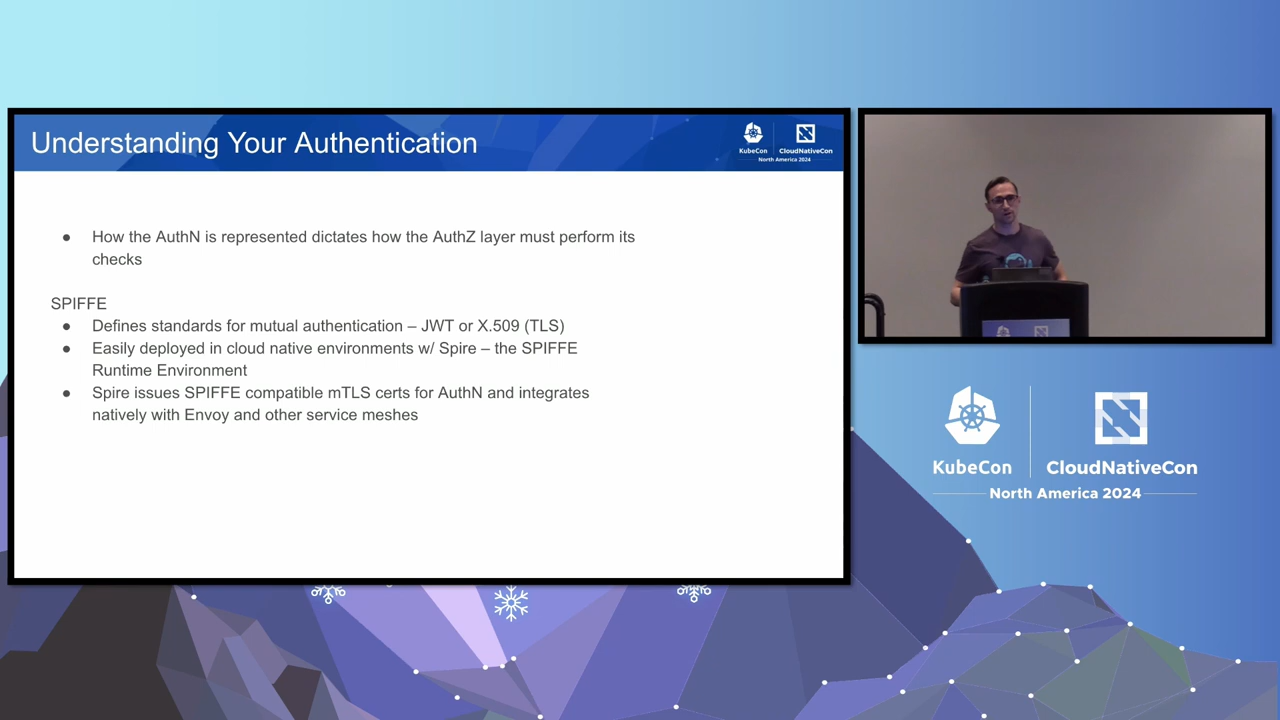 Understanding Your Authentication
KubeCon
CloudNativeCon
North America 2024
● How the AuthN is represented dictates how the AuthZ layer must perform its
checks
SPIFFE
● Defines standards for mutual authentication – JWT or X.509 (TLS)
● Easily deployed in cloud native environments w/ Spire – the SPIFFE
Runtime Environment
● Spire issues SPIFFE compatible mTLS certs for AuthN and integrates
natively with Envoy and other service meshes
KubeCon
CloudNativeCon
North America 2024